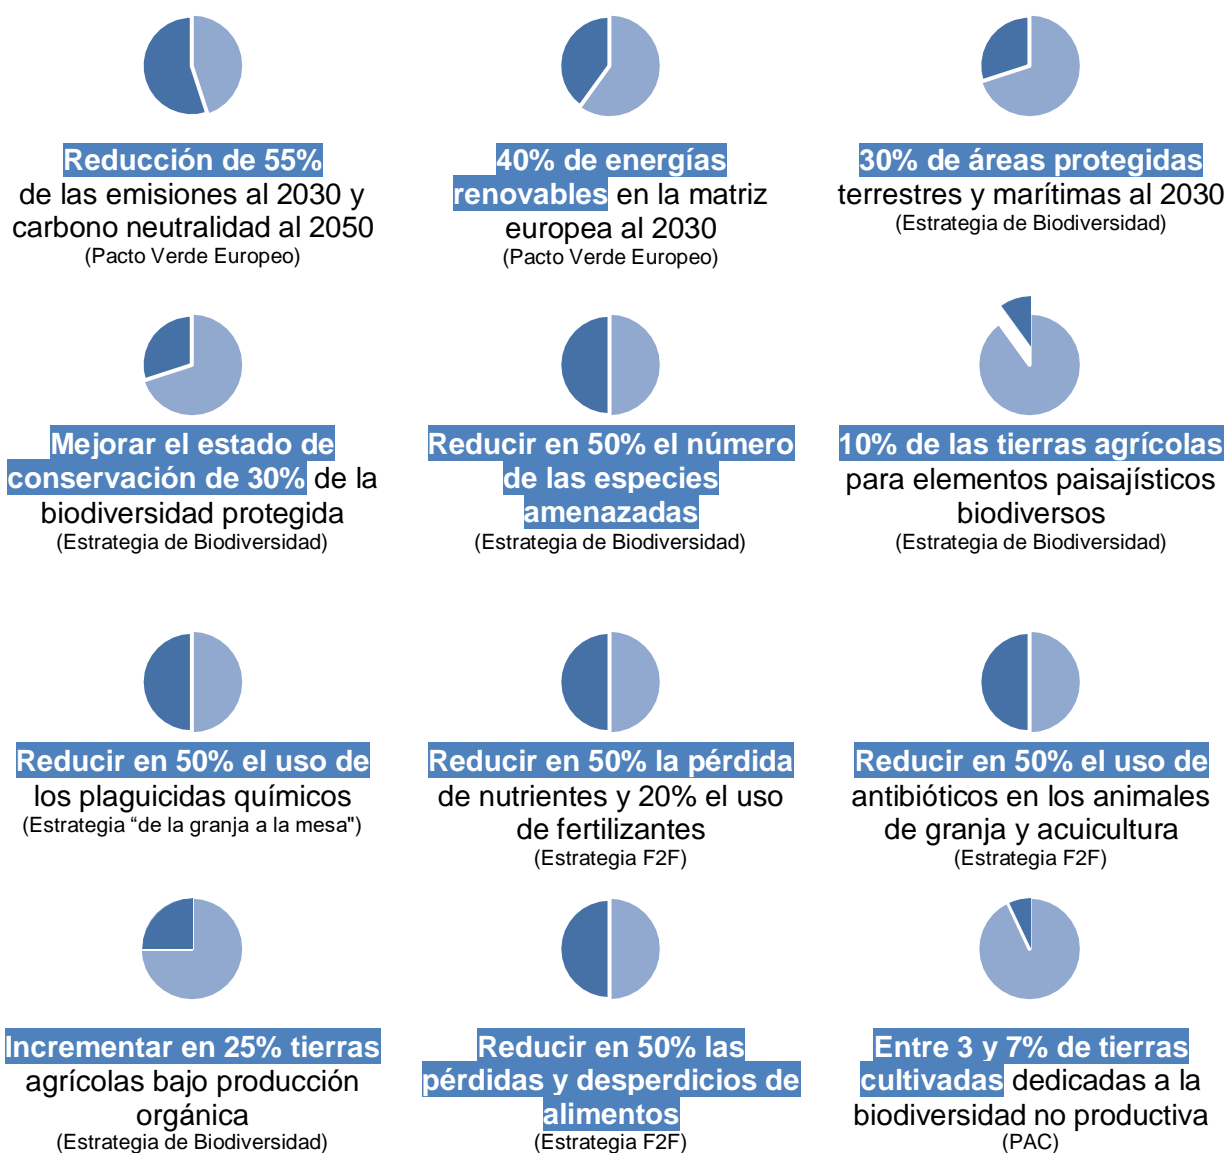 Reducción de 55%
de las emisiones al 2030 y
carbono neutralidad al 2050
(Pacto Verde Europeo)
40% de energías
renovables en la matriz
europea al 2030
(Pacto Verde Europeo)
30% de áreas protegidas
terrestres y marítimas al 2030
(Estrategia de Biodiversidad)
Mejorar el estado de
conservación de 30% de la
biodiversidad protegida
(Estrategia de Biodiversidad)
Reducir en 50% el número
de las especies
amenazadas
(Estrategia de Biodiversidad)
10% de las tierras agrícolas
para elementos paisajísticos
biodiversos
(Estrategia de Biodiversidad)
Reducir en 50% el uso de
los plaguicidas químicos
(Estrategia “de la granja a la mesa")
Reducir en 50% la pérdida
de nutrientes y 20% el uso
de fertilizantes
(Estrategia F2F)
Reducir en 50% el uso de
antibióticos en los animales
de granja y acuicultura
(Estrategia F2F)
Incrementar en 25% tierras
agrícolas bajo producción
orgánica
(Estrategia de Biodiversidad)
Reducir en 50% las
pérdidas y desperdicios de
alimentos
(Estrategia F2F)
Entre 3 y 7% de tierras
cultivadas dedicadas a la
biodiversidad no productiva
(PAC)